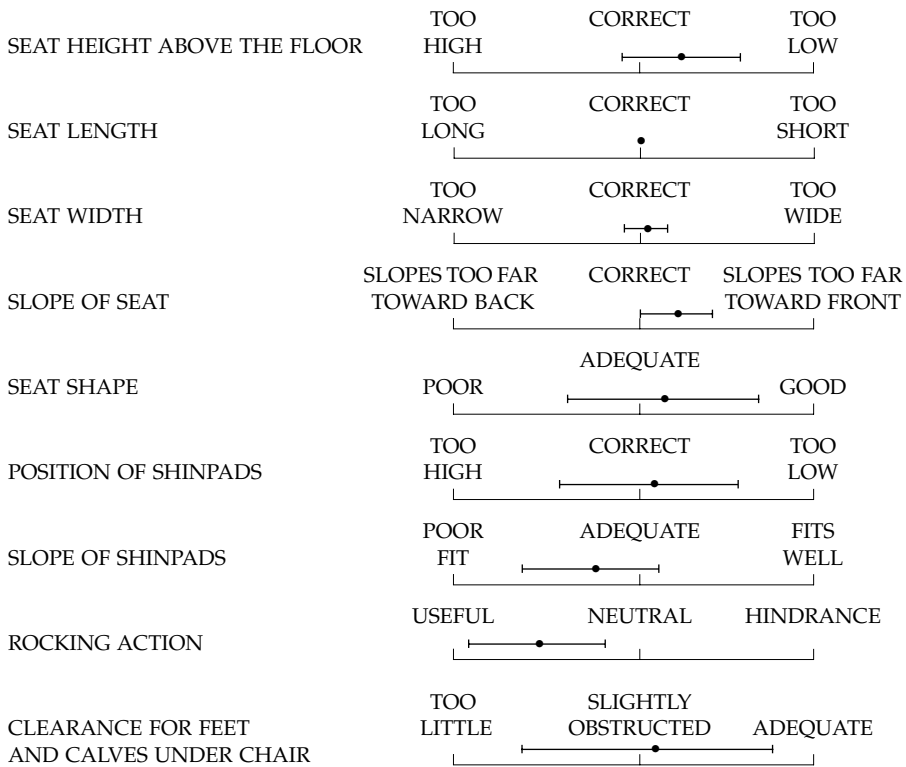 TOO CORRECT TOO
SEAT HEIGHT ABOVE THE FLOOR HIGH LOW
TOO CORRECT TOO
SEAT LENGTH LONG SHORT
TOO CORRECT TOO
SEAT WIDTH NARROW WIDE
SLOPES TOO FAR CORRECT SLOPES TOO FAR
SLOPE OF SEAT TOWARD BACK TOWARD FRONT
ADEQUATE
SEAT SHAPE POOR GOOD
TOO CORRECT TOO
POSITION OF SHINPADS HIGH LOW
POOR ADEQUATE FITS
SLOPE OF SHINPADS FIT WELL
USEFUL NEUTRAL HINDRANCE
ROCKING ACTION
TOO SLIGHTLY
CLEARANCE FOR FEET LITTLE OBSTRUCTED ADEQUATE
AND CALVES UNDER CHAIR